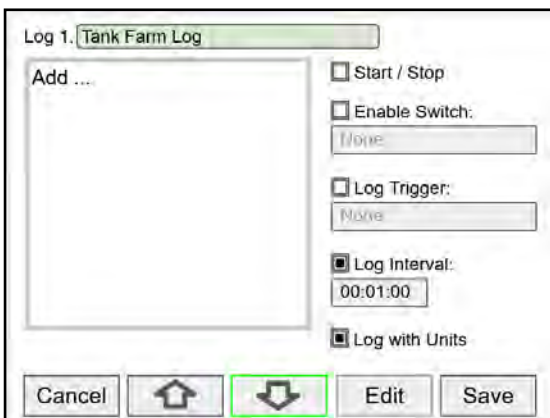 Log 1. Tank Farm Log
Add ...
Start / Stop
Enable Switch:
None
Log Trigger:
None
Log Interval:
00:01:00
Log with Units
Cancel
Edit
Save